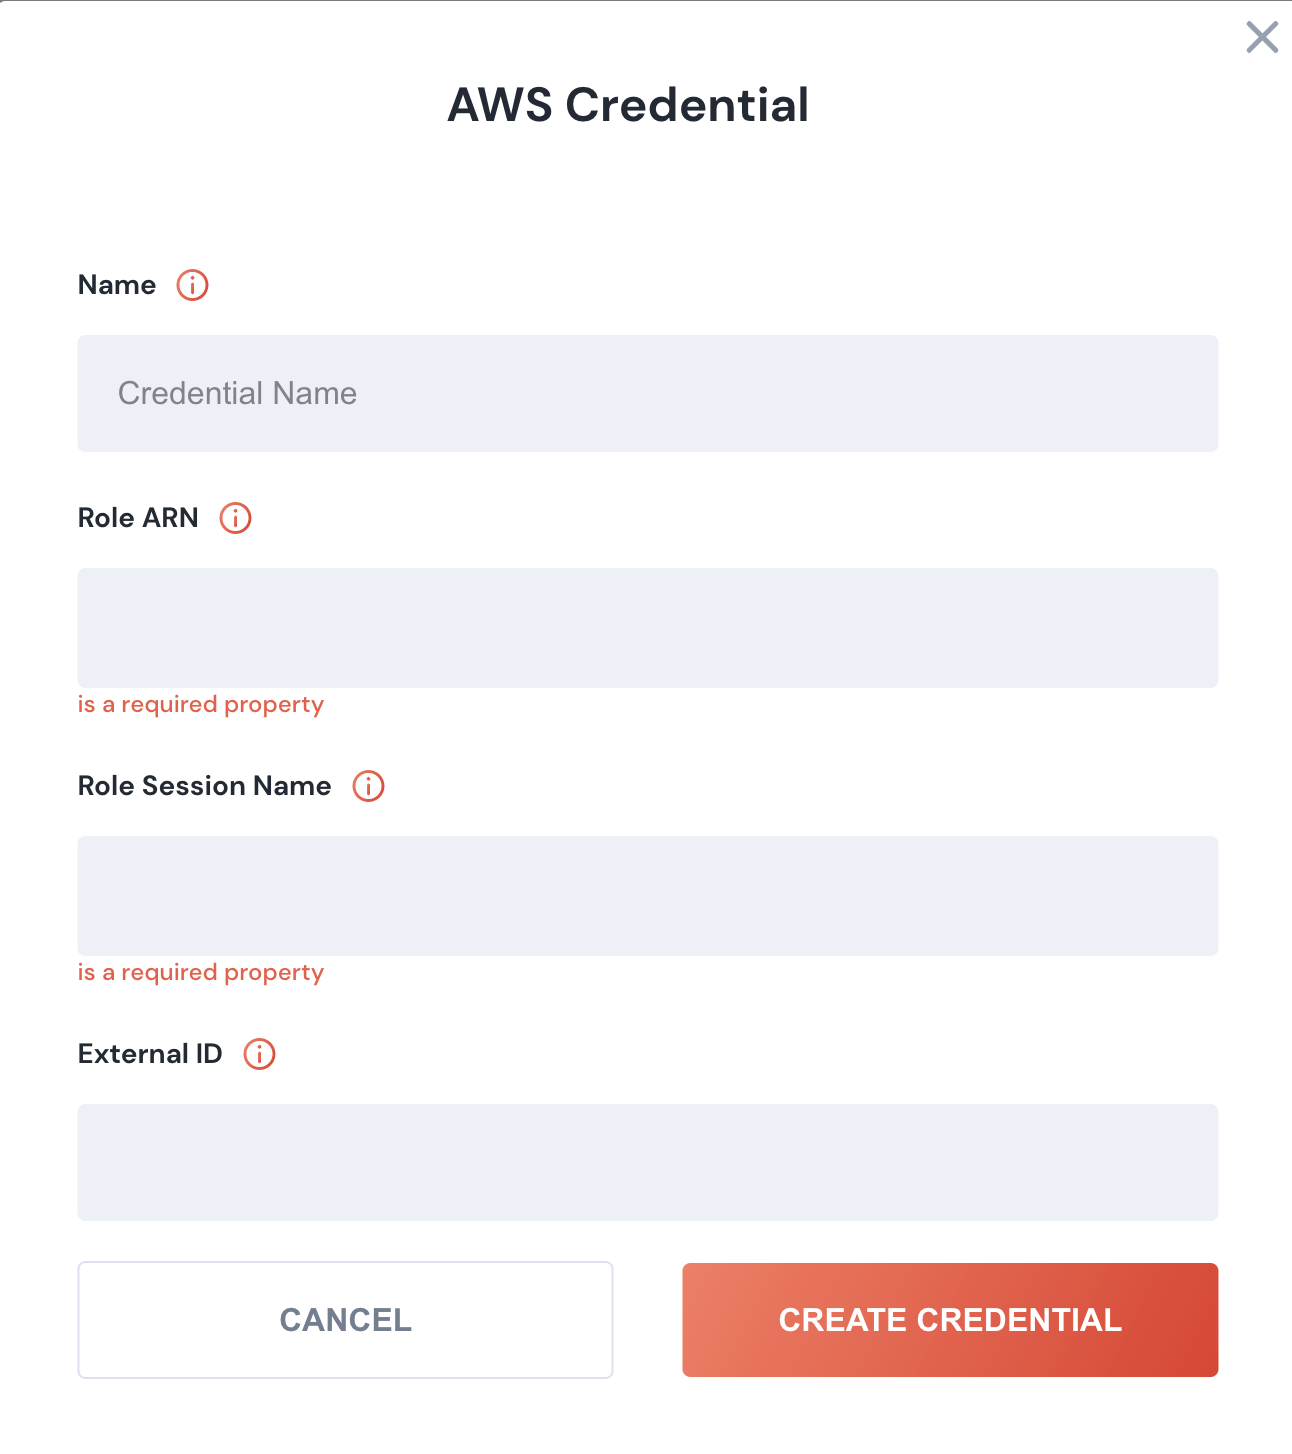 AWS Credential
Name
Credential Name
Role ARN
is a required property
Role Session Name
is a required property
External ID
CANCEL
CREATE CREDENTIAL